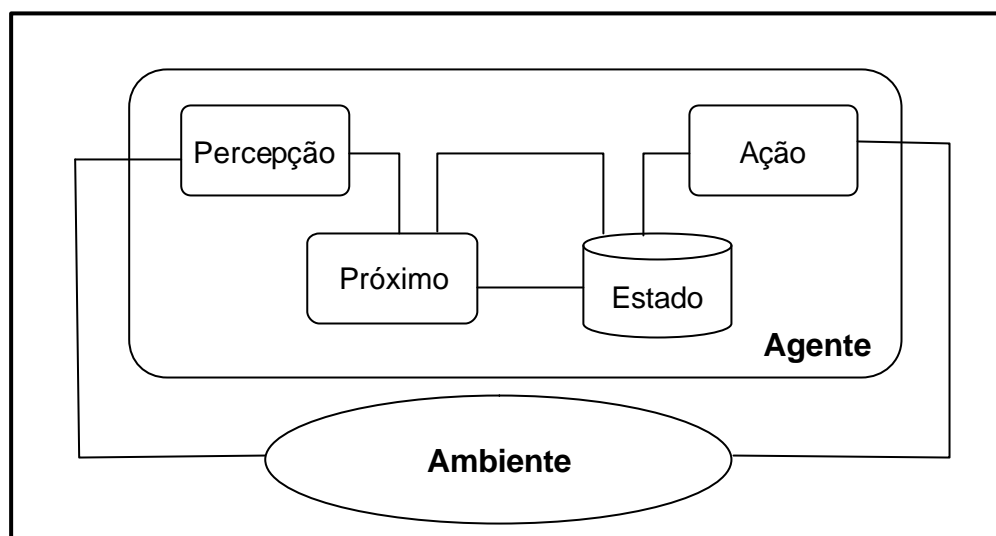 Percepção
Ação
Próximo
Estado
Agente
Ambiente